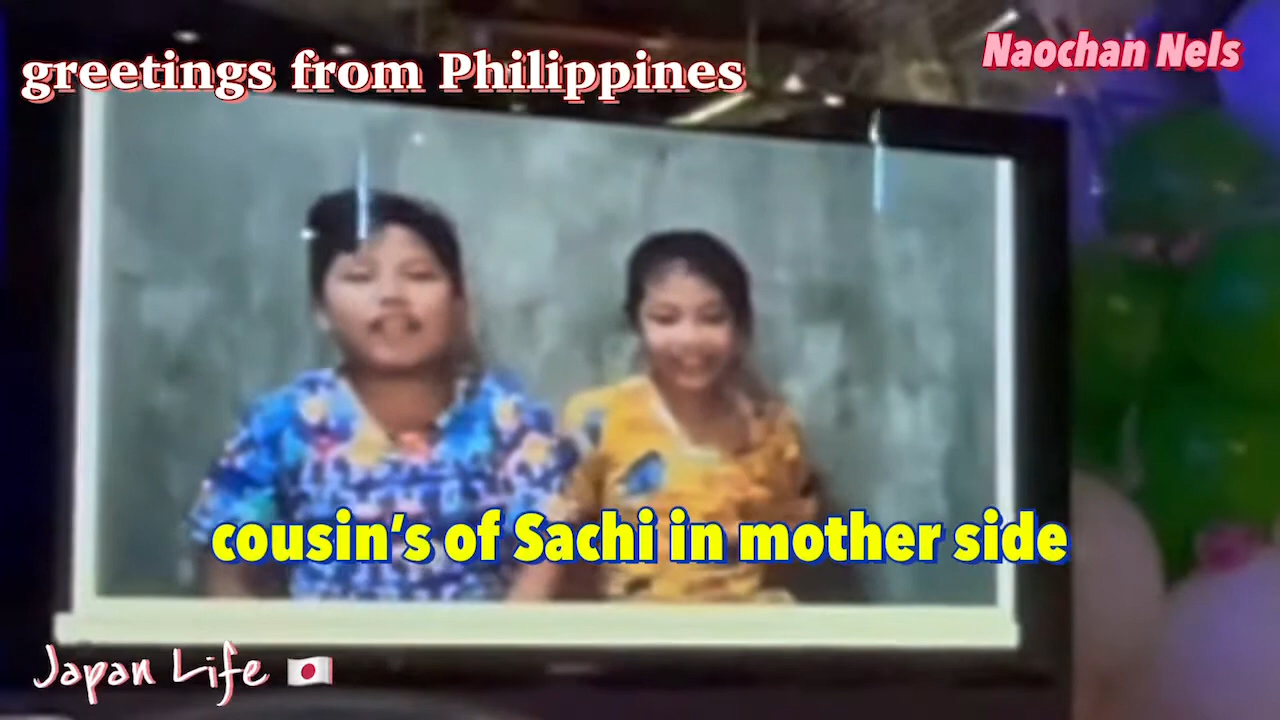 greetings from Philippines
Naochan Nels
cousin's of Sachi in mother side
Japan Life 🇯🇵